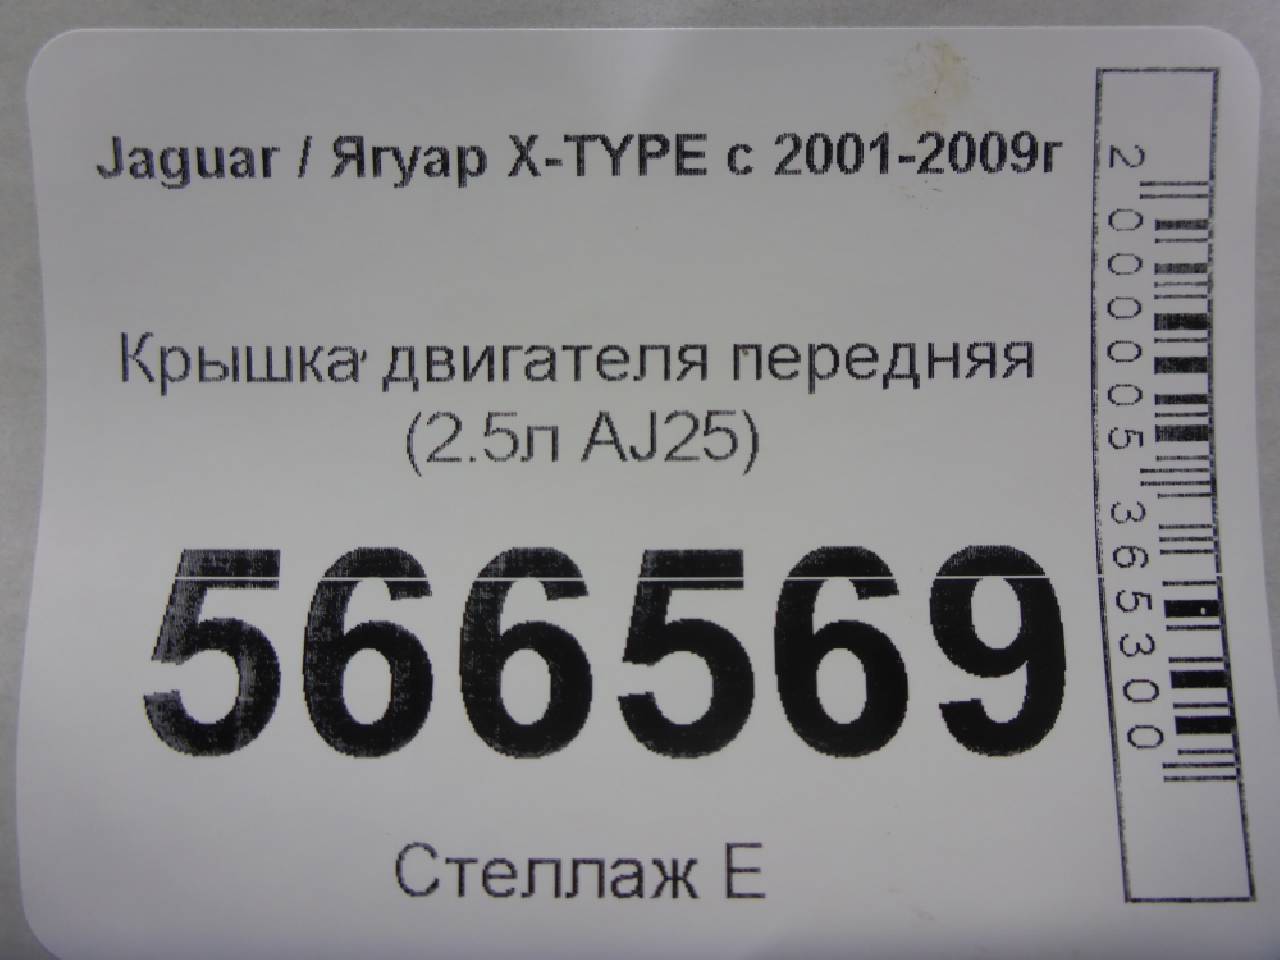 Jaguar / Ягуар X-TYPE с 2001-2009г
Крышка двигателя передняя
(2.5л AJ25)
566569
Стеллаж Е
2000005365300